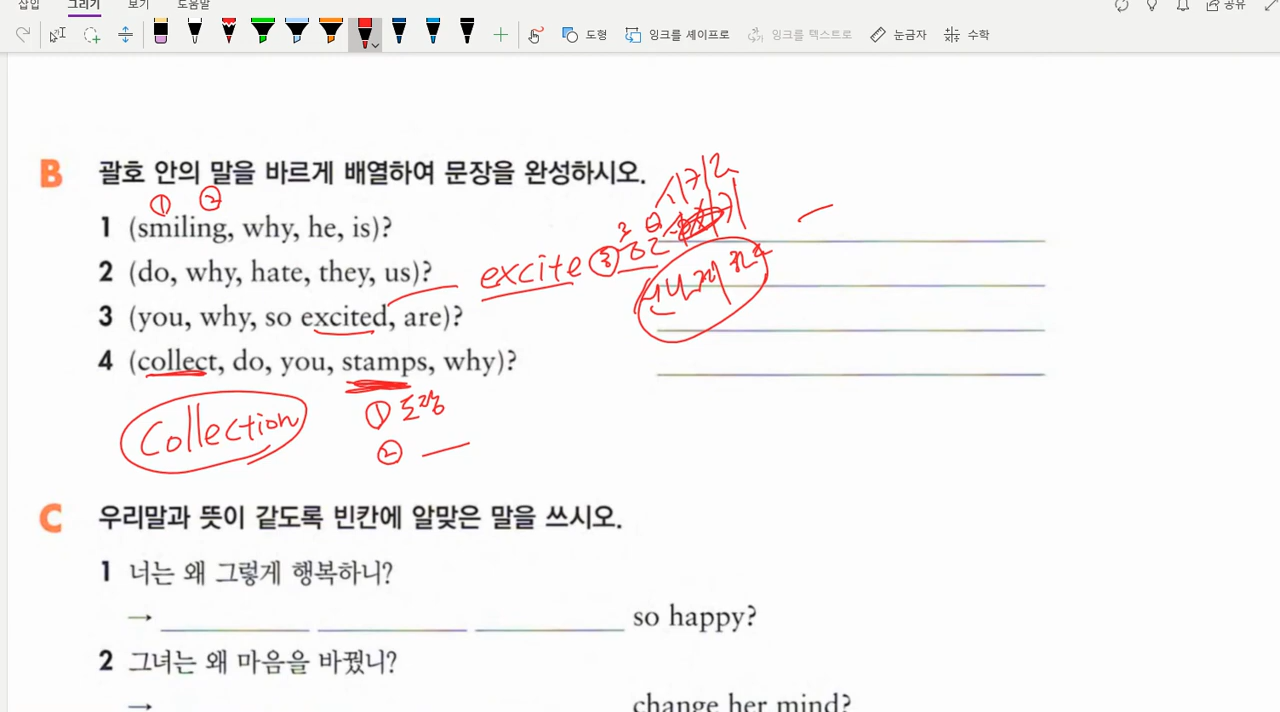 삽입 그리기 보기 도움말 공유
도형 잉크를 셰이프로 잉크를 텍스트로 눈금자 수학
B 괄호 안의 말을 바르게 배열하여 문장을 완성하시오.
① ②
1 (smiling, why, he, is)?
2 (do, why, hate, they, us)?
excite ③
3 (you, why, so excited, are)?
4 (collect, do, you, stamps, why)?
Collection
① 도장
②
C 우리말과 뜻이 같도록 빈칸에 알맞은 말을 쓰시오.
1 너는 왜 그렇게 행복하니?
→ so happy?
2 그녀는 왜 마음을 바꿨니?
→ change her mind?